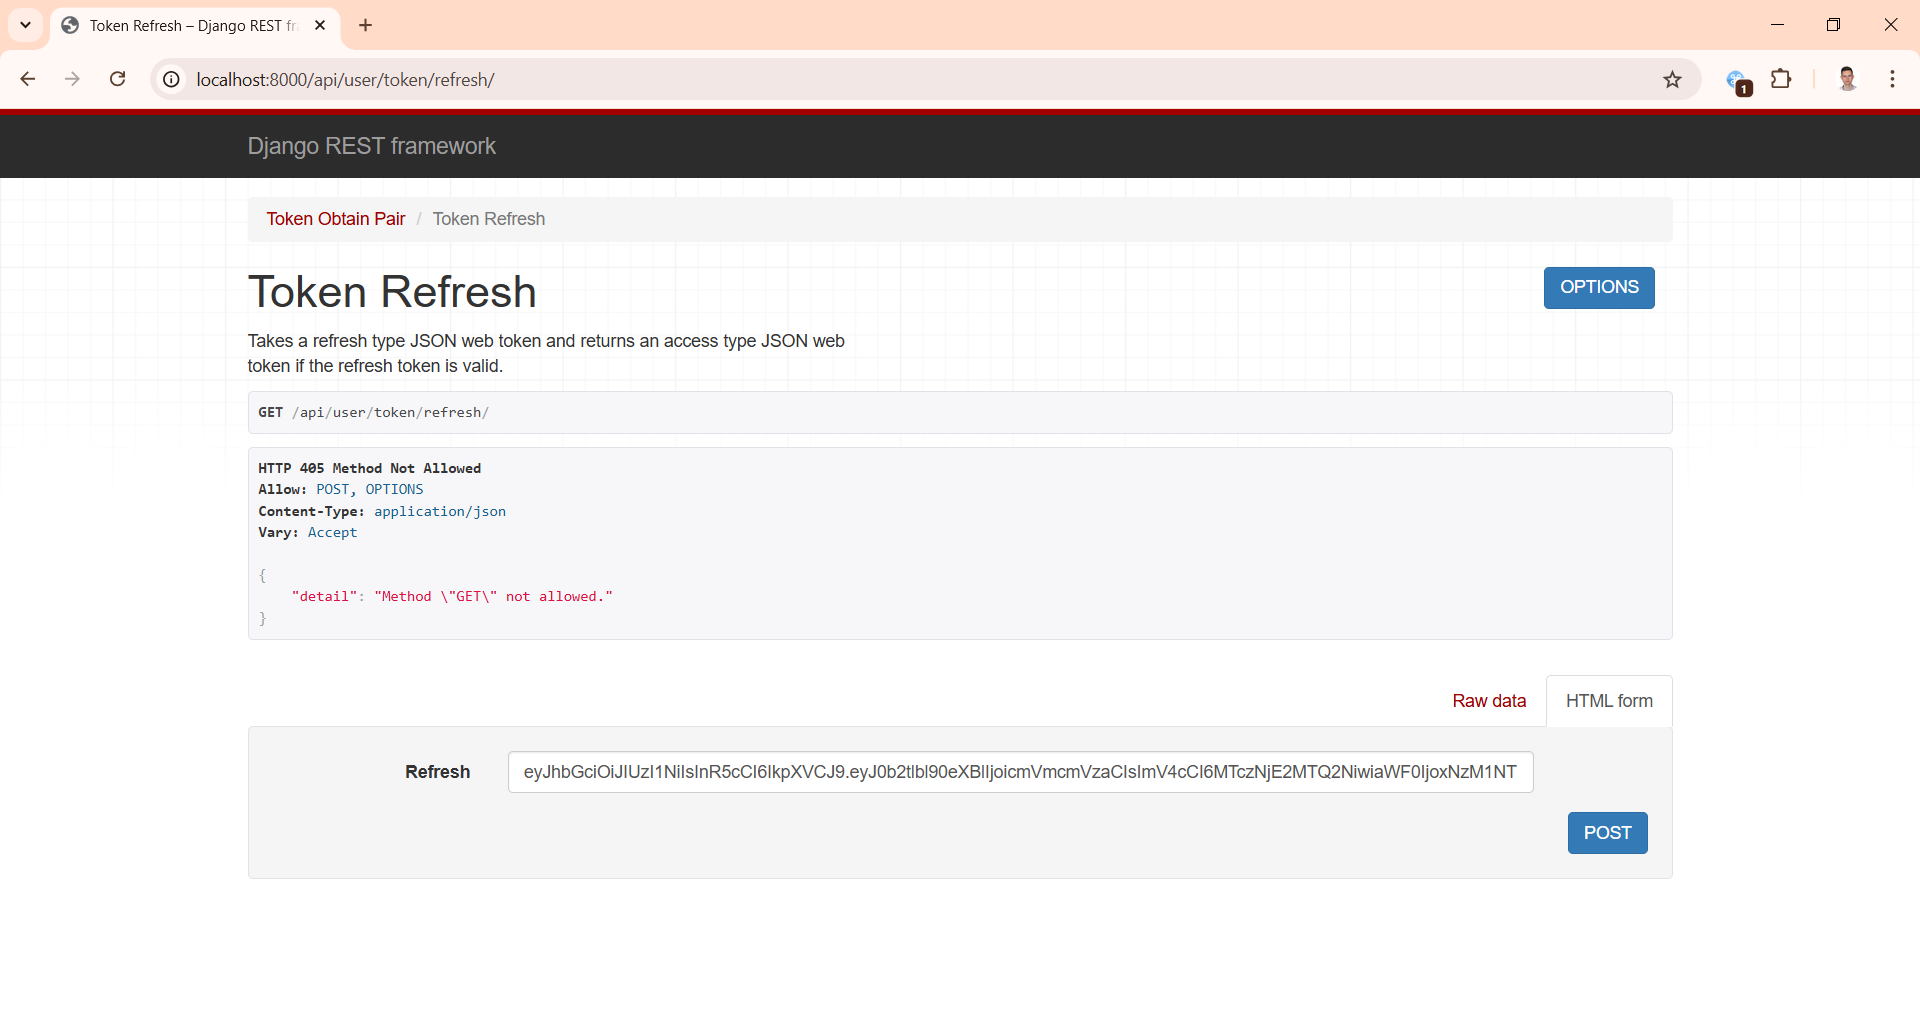 Token Refresh – Django REST fr
localhost:8000/api/user/token/refresh/
1
Django REST framework
Token Obtain Pair / Token Refresh
Token Refresh
OPTIONS
Takes a refresh type JSON web token and returns an access type JSON web
token if the refresh token is valid.
GET /api/user/token/refresh/
HTTP 405 Method Not Allowed
Allow: POST, OPTIONS
Content-Type: application/json
Vary: Accept
{
"detail": "Method \"GET\" not allowed."
}
Raw data
HTML form
Refresh
eyJhbGciOiJIUzI1NiIsInR5cCI6IkpXVCJ9.eyJ0b2tlbl90eXBlIjoicmVmcmVzaCIsImV4cCI6MTczNjE2MTQ2NiwiaWF0IjoxNzM1NT
POST